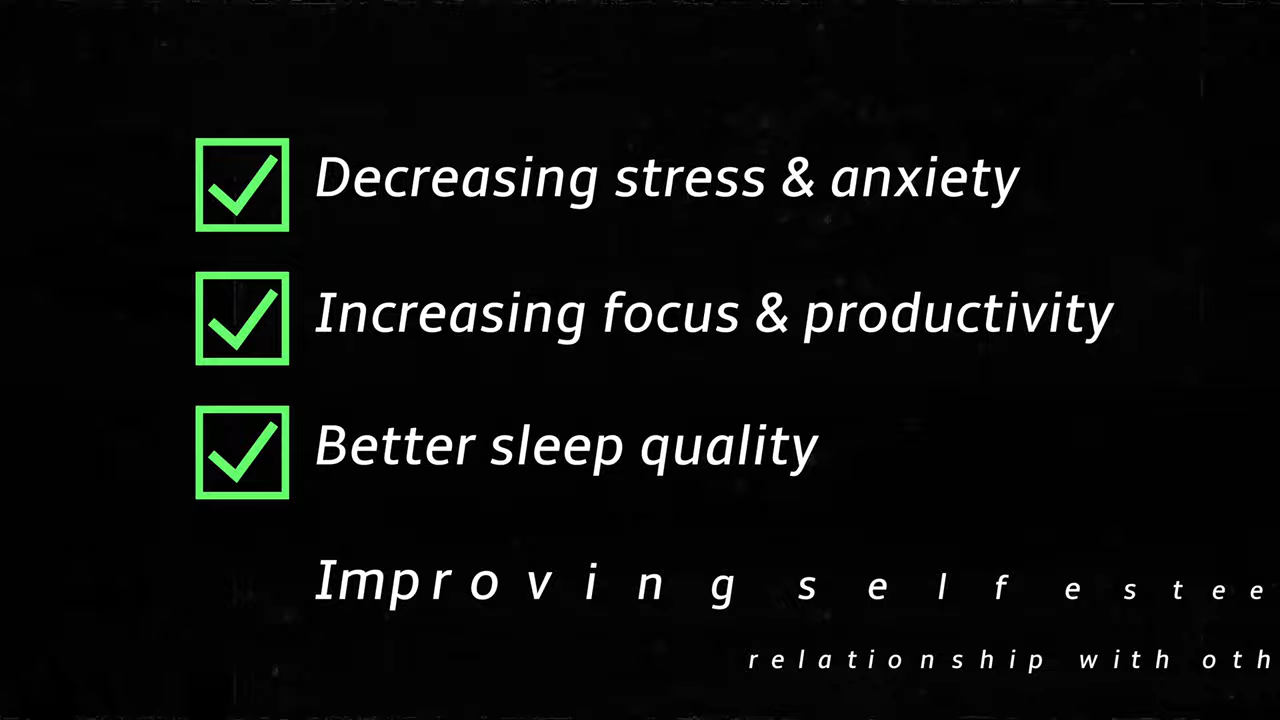 Decreasing stress & anxiety
Increasing focus & productivity
Better sleep quality
Improving self estee
relationship with oth